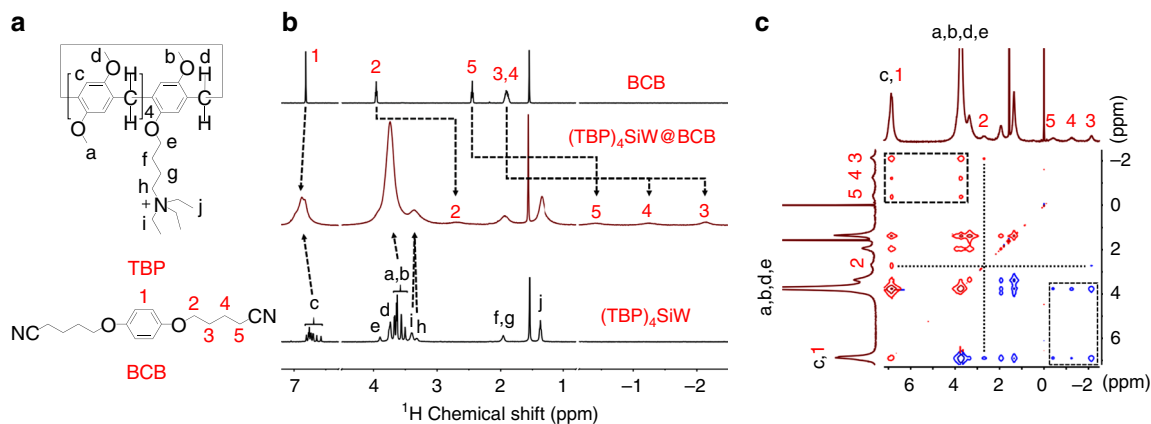 a
d
O
b
O
H
d
H
c
C
C
H
4
O
H
O
a
e
f
g
h
+
N
j
i
TBP
1
2
4
CN
NC
O
O
3
5
BCB
b
1
2
5
3,4
BCB
(TBP)₄SiW@BCB
2
5
4
3
a,b
c
d
i
j
e
h
f,g
(TBP)₄SiW
7
4
3
2
1
−1
−2
¹H Chemical shift (ppm)
c
a,b,d,e
c,1
2
5
4
3
(ppm)
5 4 3
−2
0
2
2
4
a,b,d,e
6
c,1
6
4
2
0
−2
(ppm)